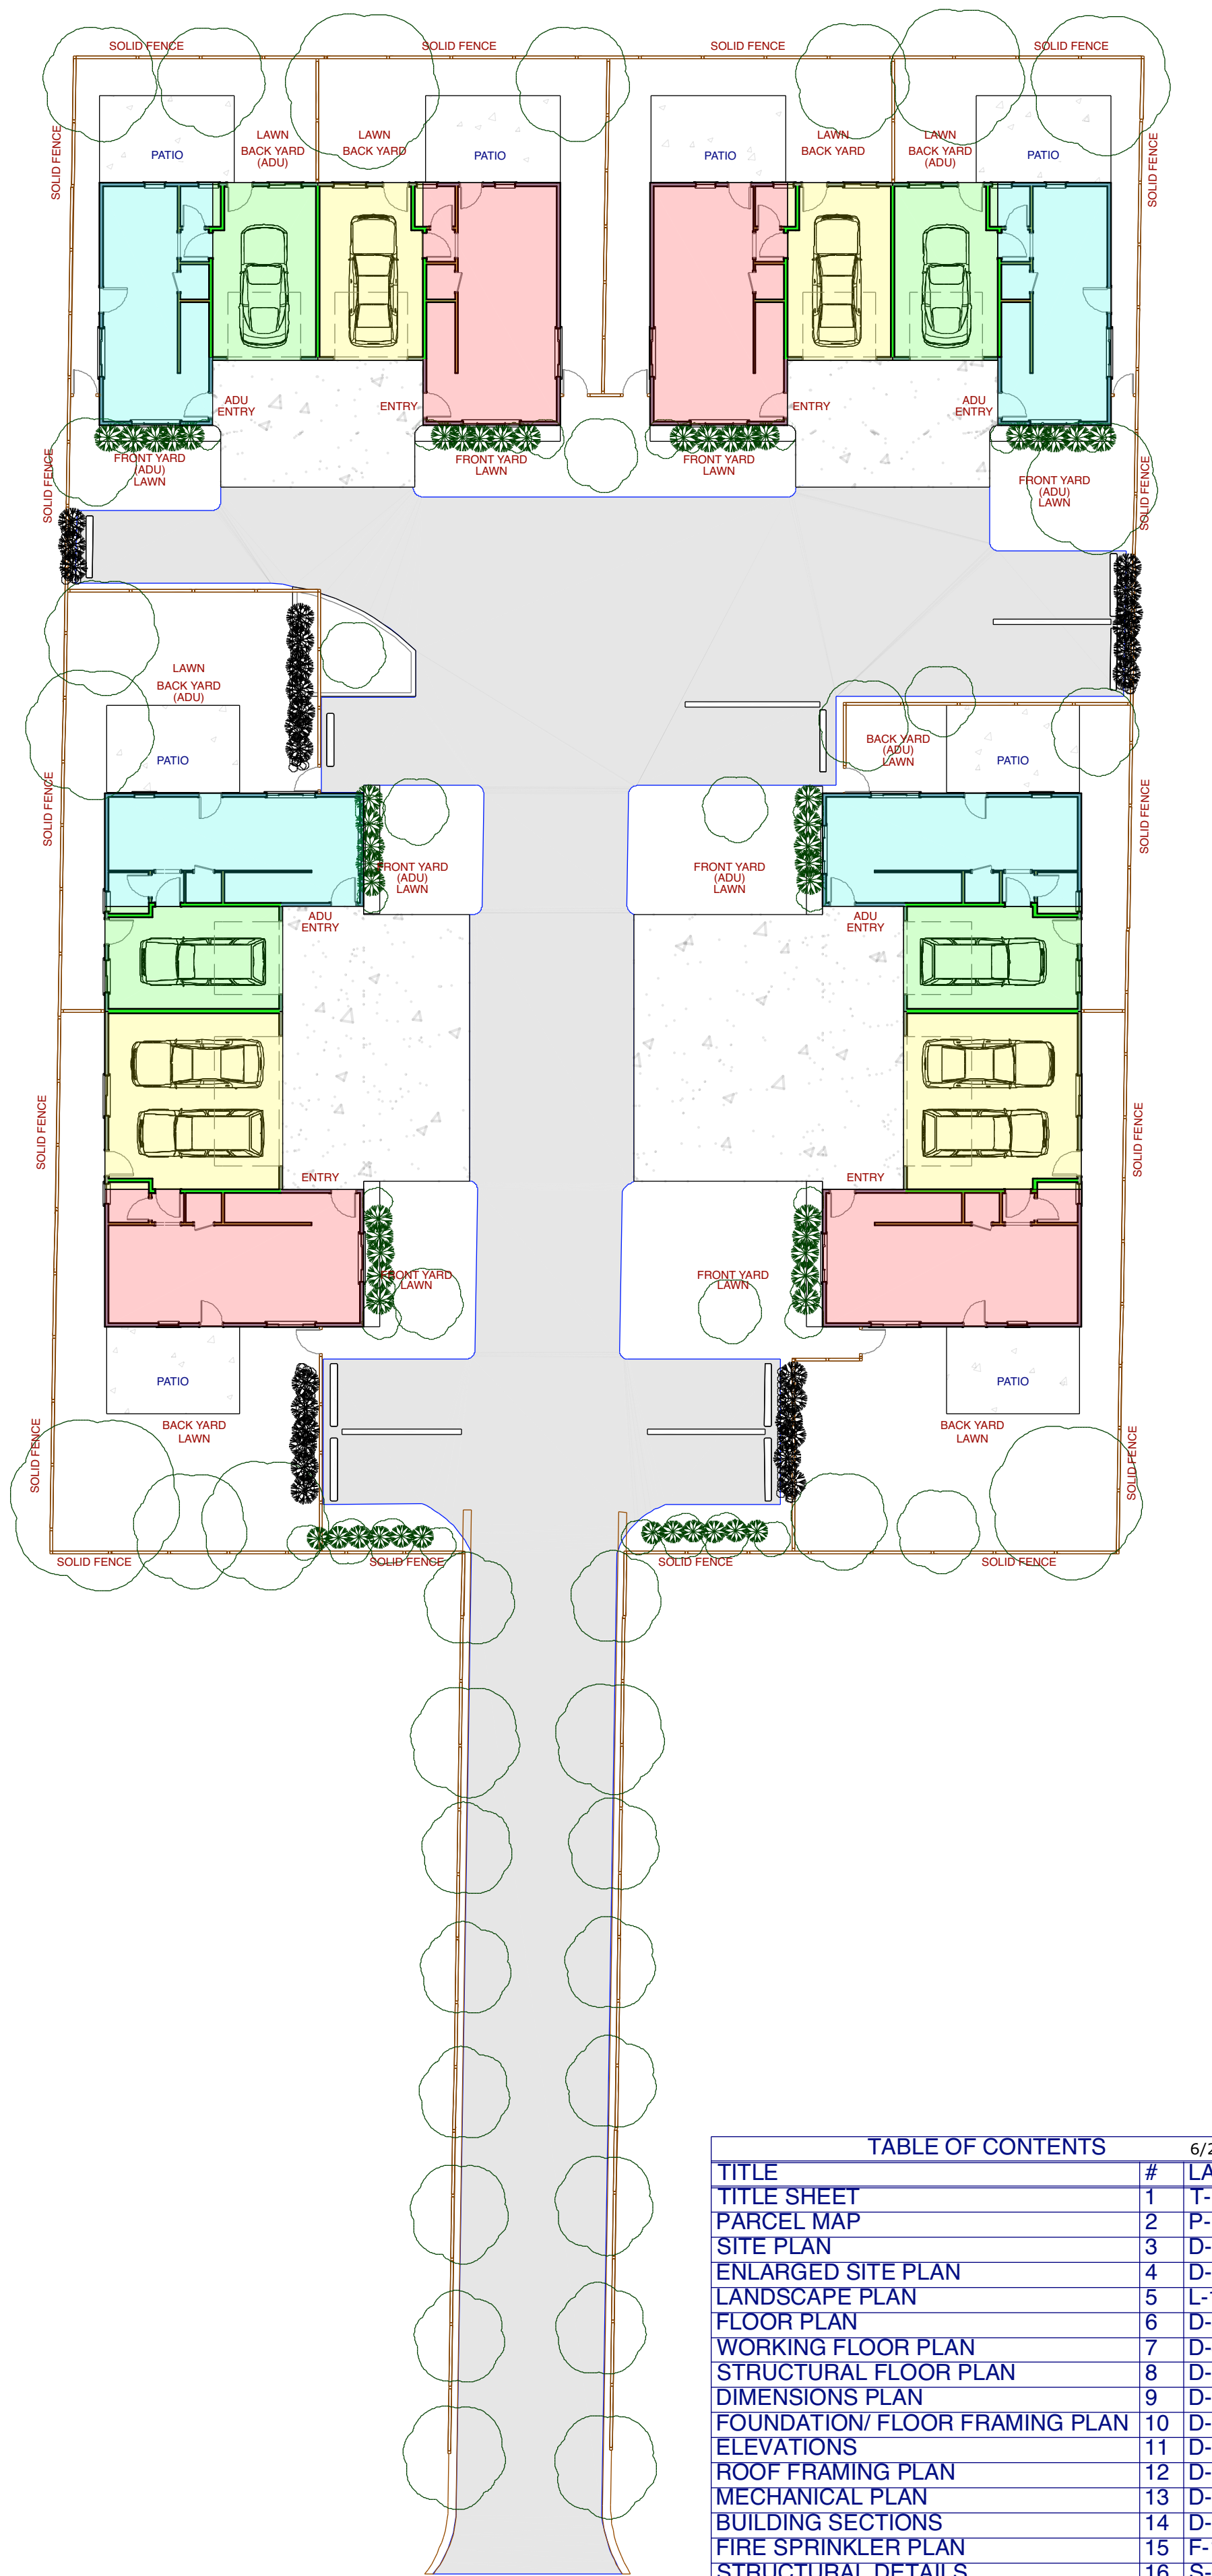 SOLID FENCE
SOLID FENCE
SOLID FENCE
SOLID FENCE
SOLID FENCE
SOLID FENCE
PATIO
LAWN
BACK YARD
(ADU)
LAWN
BACK YARD
PATIO
PATIO
LAWN
BACK YARD
LAWN
BACK YARD
(ADU)
PATIO
ADU
ENTRY
ENTRY
ENTRY
ADU
ENTRY
SOLID FENCE
FRONT YARD
(ADU)
LAWN
FRONT YARD
LAWN
FRONT YARD
LAWN
FRONT YARD
(ADU)
LAWN
SOLID FENCE
LAWN
BACK YARD
(ADU)
PATIO
BACK YARD
(ADU)
LAWN
PATIO
SOLID FENCE
SOLID FENCE
FRONT YARD
(ADU)
LAWN
FRONT YARD
(ADU)
LAWN
ADU
ENTRY
ADU
ENTRY
SOLID FENCE
SOLID FENCE
ENTRY
ENTRY
FRONT YARD
LAWN
FRONT YARD
LAWN
PATIO
PATIO
BACK YARD
LAWN
BACK YARD
LAWN
SOLID FENCE
SOLID FENCE
SOLID FENCE
SOLID FENCE
SOLID FENCE
SOLID FENCE
TABLE OF CONTENTS 6/2
TITLE # LA
TITLE SHEET 1 T-
PARCEL MAP 2 P-
SITE PLAN 3 D-
ENLARGED SITE PLAN 4 D-
LANDSCAPE PLAN 5 L-
FLOOR PLAN 6 D-
WORKING FLOOR PLAN 7 D-
STRUCTURAL FLOOR PLAN 8 D-
DIMENSIONS PLAN 9 D-
FOUNDATION/ FLOOR FRAMING PLAN 10 D-
ELEVATIONS 11 D-
ROOF FRAMING PLAN 12 D-
MECHANICAL PLAN 13 D-
BUILDING SECTIONS 14 D-
FIRE SPRINKLER PLAN 15 F-
STRUCTURAL DETAILS 16 S-